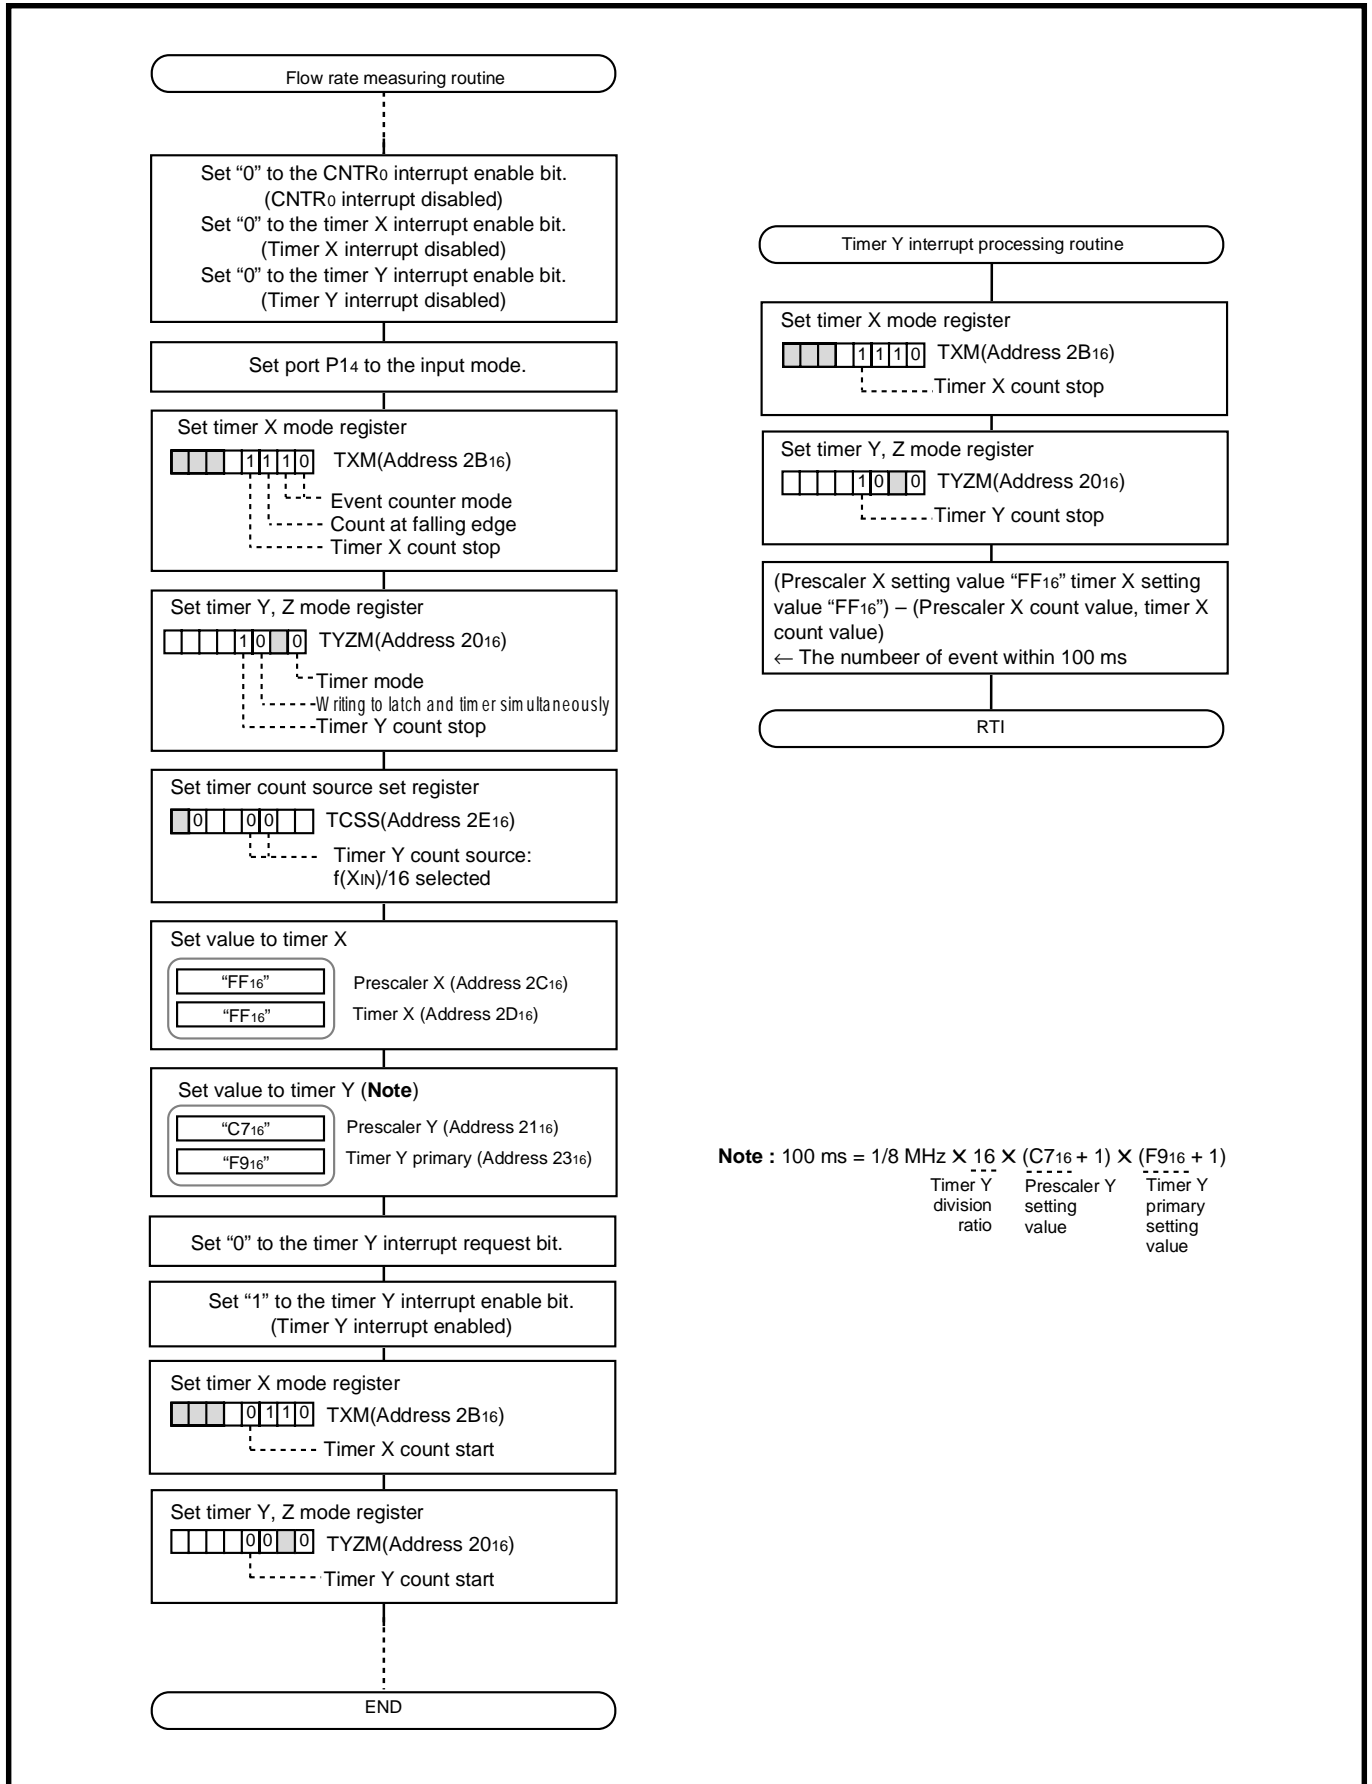 Flow rate measuring routine
Set “0” to the CNTR0 interrupt enable bit.
(CNTR0 interrupt disabled)
Set “0” to the timer X interrupt enable bit.
(Timer X interrupt disabled)
Set “0” to the timer Y interrupt enable bit.
(Timer Y interrupt disabled)
Set port P14 to the input mode.
Set timer X mode register
1 1 1 0 TXM(Address 2B16)
Event counter mode
Count at falling edge
Timer X count stop
Set timer Y, Z mode register
1 0 0 TYZM(Address 2016)
Timer mode
Writing to latch and timer simultaneously
Timer Y count stop
Set timer count source set register
0 0 0 TCSS(Address 2E16)
Timer Y count source:
f(XIN)/16 selected
Set value to timer X
“FF16” Prescaler X (Address 2C16)
“FF16” Timer X (Address 2D16)
Set value to timer Y (Note)
“C716” Prescaler Y (Address 2116)
“F916” Timer Y primary (Address 2316)
Set “0” to the timer Y interrupt request bit.
Set “1” to the timer Y interrupt enable bit.
(Timer Y interrupt enabled)
Set timer X mode register
0 1 1 0 TXM(Address 2B16)
Timer X count start
Set timer Y, Z mode register
0 0 0 TYZM(Address 2016)
Timer Y count start
END
Timer Y interrupt processing routine
Set timer X mode register
1 1 1 0 TXM(Address 2B16)
Timer X count stop
Set timer Y, Z mode register
1 0 0 TYZM(Address 2016)
Timer Y count stop
(Prescaler X setting value “FF16” timer X setting
value “FF16”) – (Prescaler X count value, timer X
count value)
← The numbeer of event within 100 ms
RTI
Note : 100 ms = 1/8 MHz × 16 × (C716 + 1) × (F916 + 1)
Timer Y
division
ratio
Prescaler Y
setting
value
Timer Y
primary
setting
value